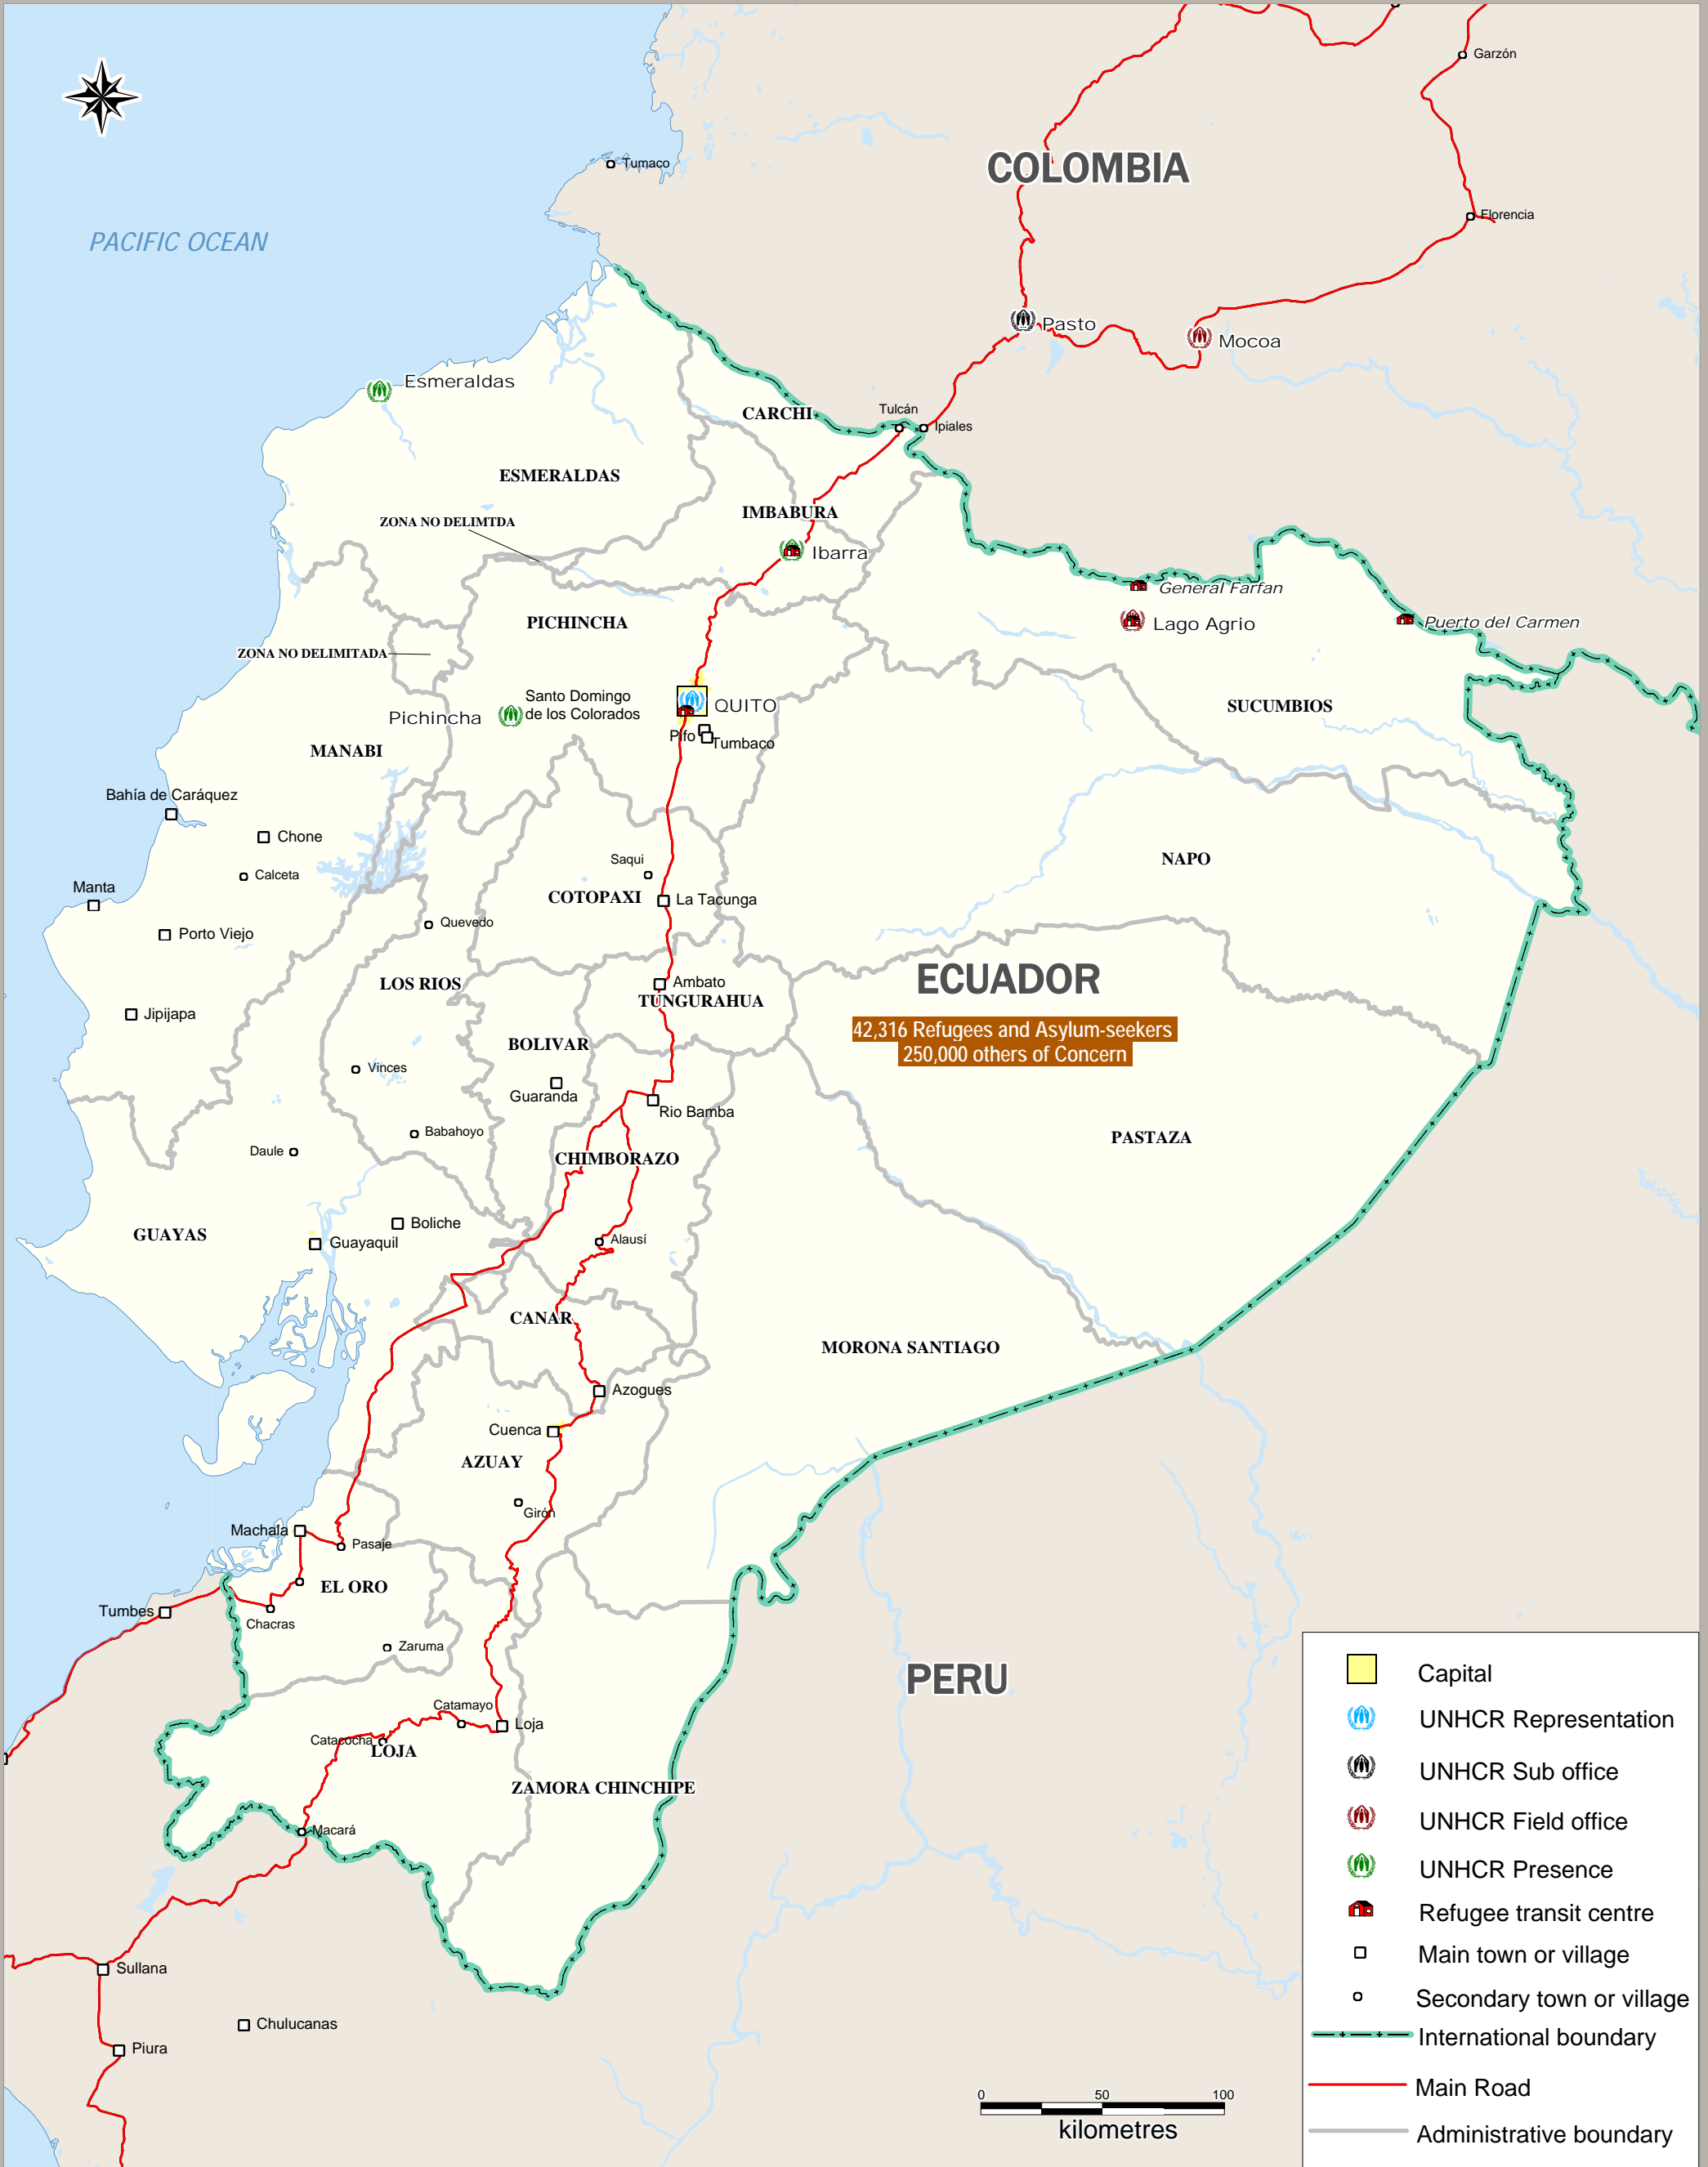 Garzón
COLOMBIA
Tumaco
Florencia
PACIFIC OCEAN
Pasto
Mocoa
Esmeraldas
CARCHI
Tulcán
Ipiales
ESMERALDAS
ZONA NO DELIMTDA
IMBABURA
Ibarra
General Farfan
Lago Agrio
Puerto del Carmen
PICHINCHA
ZONA NO DELIMITADA
Santo Domingo
de los Colorados
Pichincha
QUITO
SUCUMBIOS
Pifo
Tumbaco
MANABI
Bahía de Caráquez
Chone
Saqui
NAPO
Calceta
Manta
COTOPAXI
La Tacunga
Quevedo
Porto Viejo
LOS RIOS
Ambato
ECUADOR
TUNGURAHUA
Jipijapa
42,316 Refugees and Asylum-seekers
250,000 others of Concern
BOLIVAR
Vinces
Guaranda
Rio Bamba
Babahoyo
PASTAZA
Daule
CHIMBORAZO
Boliche
GUAYAS
Guayaquil
Alausí
CANAR
MORONA SANTIAGO
Azogues
Cuenca
AZUAY
Girón
Machala
Pasaje
EL ORO
Tumbes
Chacras
Zaruma
PERU
Catamayo
Loja
Catacocha
LOJA
ZAMORA CHINCHIPE
Macará
Sullana
Chulucanas
Piura
0 50 100
kilometres
Capital
UNHCR Representation
UNHCR Sub office
UNHCR Field office
UNHCR Presence
Refugee transit centre
Main town or village
Secondary town or village
International boundary
Main Road
Administrative boundary